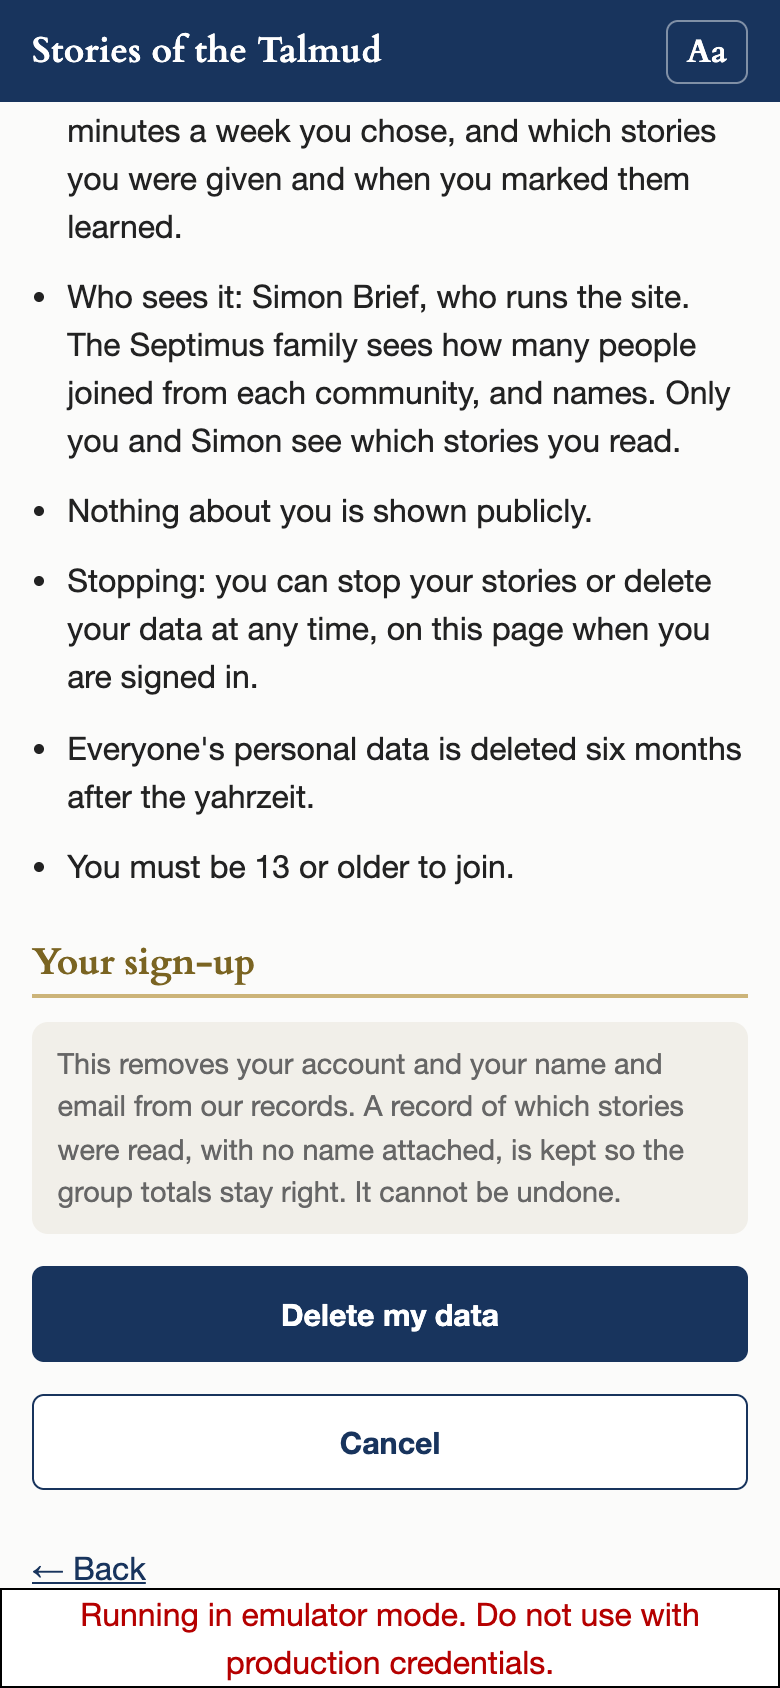 Stories of the Talmud
Aa
minutes a week you chose, and which stories
you were given and when you marked them
learned.
• Who sees it: Simon Brief, who runs the site.
The Septimus family sees how many people
joined from each community, and names. Only
you and Simon see which stories you read.
• Nothing about you is shown publicly.
• Stopping: you can stop your stories or delete
your data at any time, on this page when you
are signed in.
• Everyone's personal data is deleted six months
after the yahrzeit.
• You must be 13 or older to join.
Your sign-up
This removes your account and your name and
email from our records. A record of which stories
were read, with no name attached, is kept so the
group totals stay right. It cannot be undone.
Delete my data
Cancel
← Back
Running in emulator mode. Do not use with
production credentials.